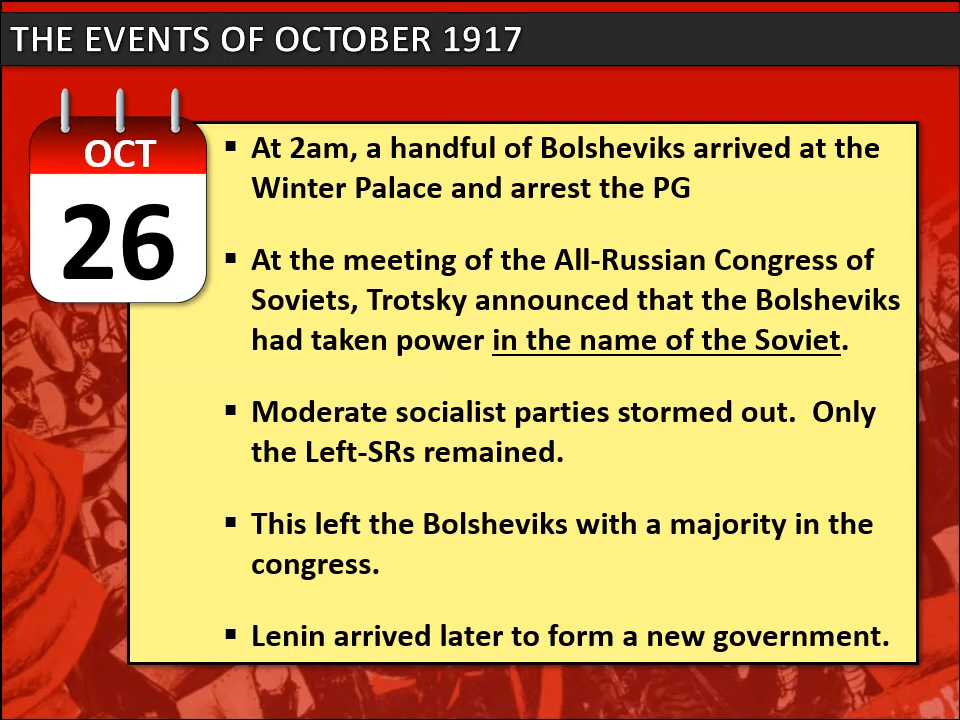 THE EVENTS OF OCTOBER 1917
OCT
26
▪ At 2am, a handful of Bolsheviks arrived at the
Winter Palace and arrest the PG
▪ At the meeting of the All-Russian Congress of
Soviets, Trotsky announced that the Bolsheviks
had taken power in the name of the Soviet.
▪ Moderate socialist parties stormed out.  Only
the Left-SRs remained.
▪ This left the Bolsheviks with a majority in the
congress.
▪ Lenin arrived later to form a new government.